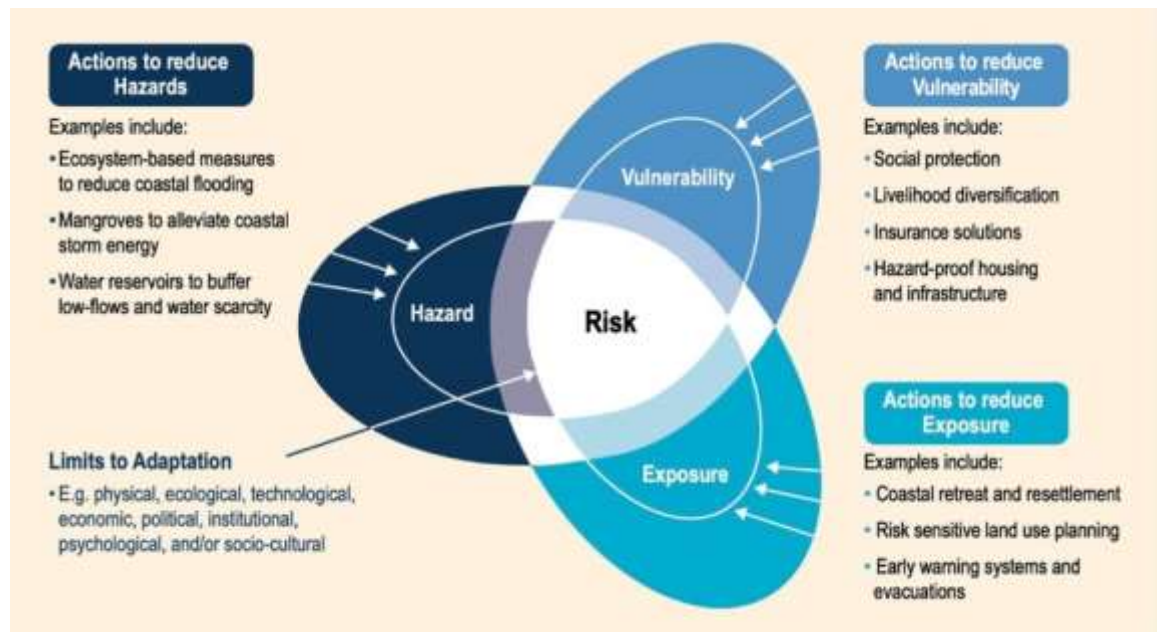 Actions to reduce
Hazards
Examples include:
• Ecosystem-based measures
to reduce coastal flooding
• Mangroves to alleviate coastal
storm energy
• Water reservoirs to buffer
low-flows and water scarcity
Limits to Adaptation
• E.g. physical, ecological, technological,
economic, political, institutional,
psychological, and/or socio-cultural
Vulnerability
Hazard
Risk
Exposure
Actions to reduce
Vulnerability
Examples include:
• Social protection
• Livelihood diversification
• Insurance solutions
• Hazard-proof housing
and infrastructure
Actions to reduce
Exposure
Examples include:
• Coastal retreat and resettlement
• Risk sensitive land use planning
• Early warning systems and
evacuations